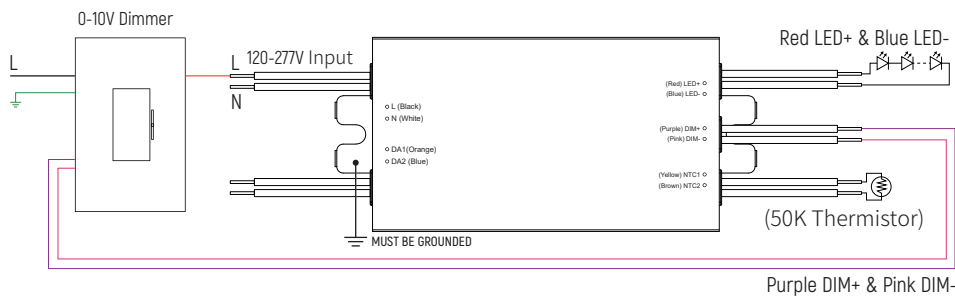 0-10V Dimmer
L
L 120-277V Input
N
Red LED+ & Blue LED-
(Red) LED+
(Blue) LED-
L (Black)
N (White)
(Purple) DIM+
(Pink) DIM-
DA1(Orange)
DA2 (Blue)
(Yellow) NTC1
(Brown) NTC2
(50K Thermistor)
MUST BE GROUNDED
Purple DIM+ & Pink DIM-